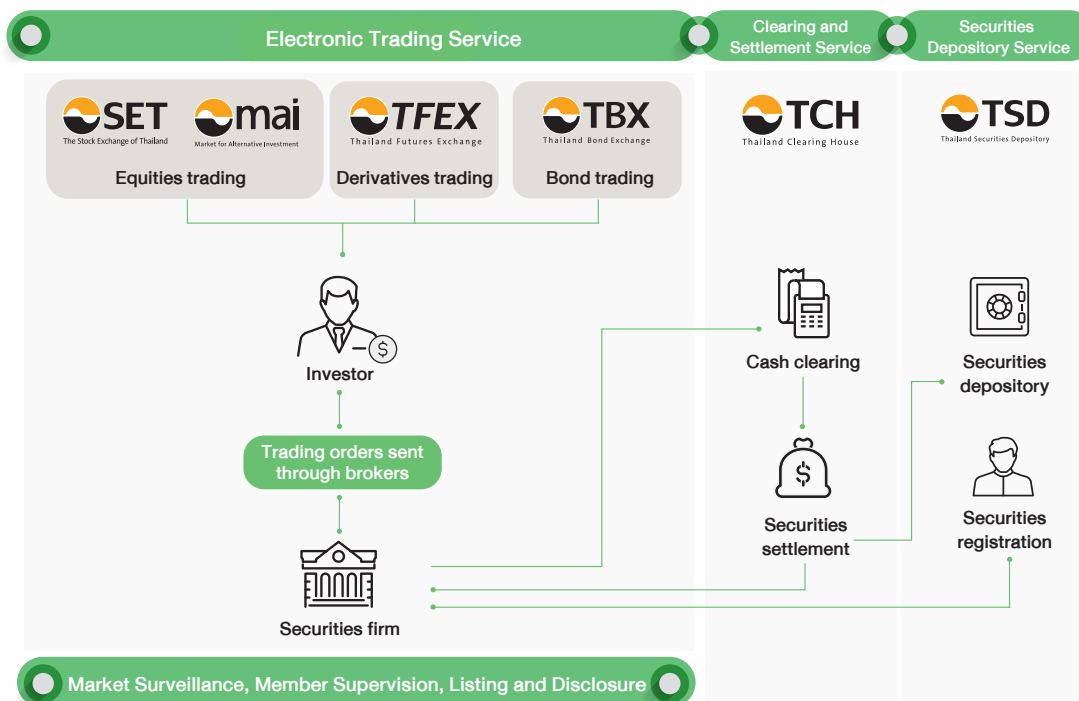 Electronic Trading Service
Clearing and
Settlement Service
Securities
Depository Service
SET
The Stock Exchange of Thailand
mai
Market for Alternative Investment
Equities trading
TFEX
Thailand Futures Exchange
Derivatives trading
TBX
Thailand Bond Exchange
Bond trading
TCH
Thailand Clearing House
TSD
Thailand Securities Depository
$
Investor
Trading orders sent
through brokers
Securities firm
Cash clearing
$
Securities
settlement
Securities
depository
Securities
registration
Market Surveillance, Member Supervision, Listing and Disclosure